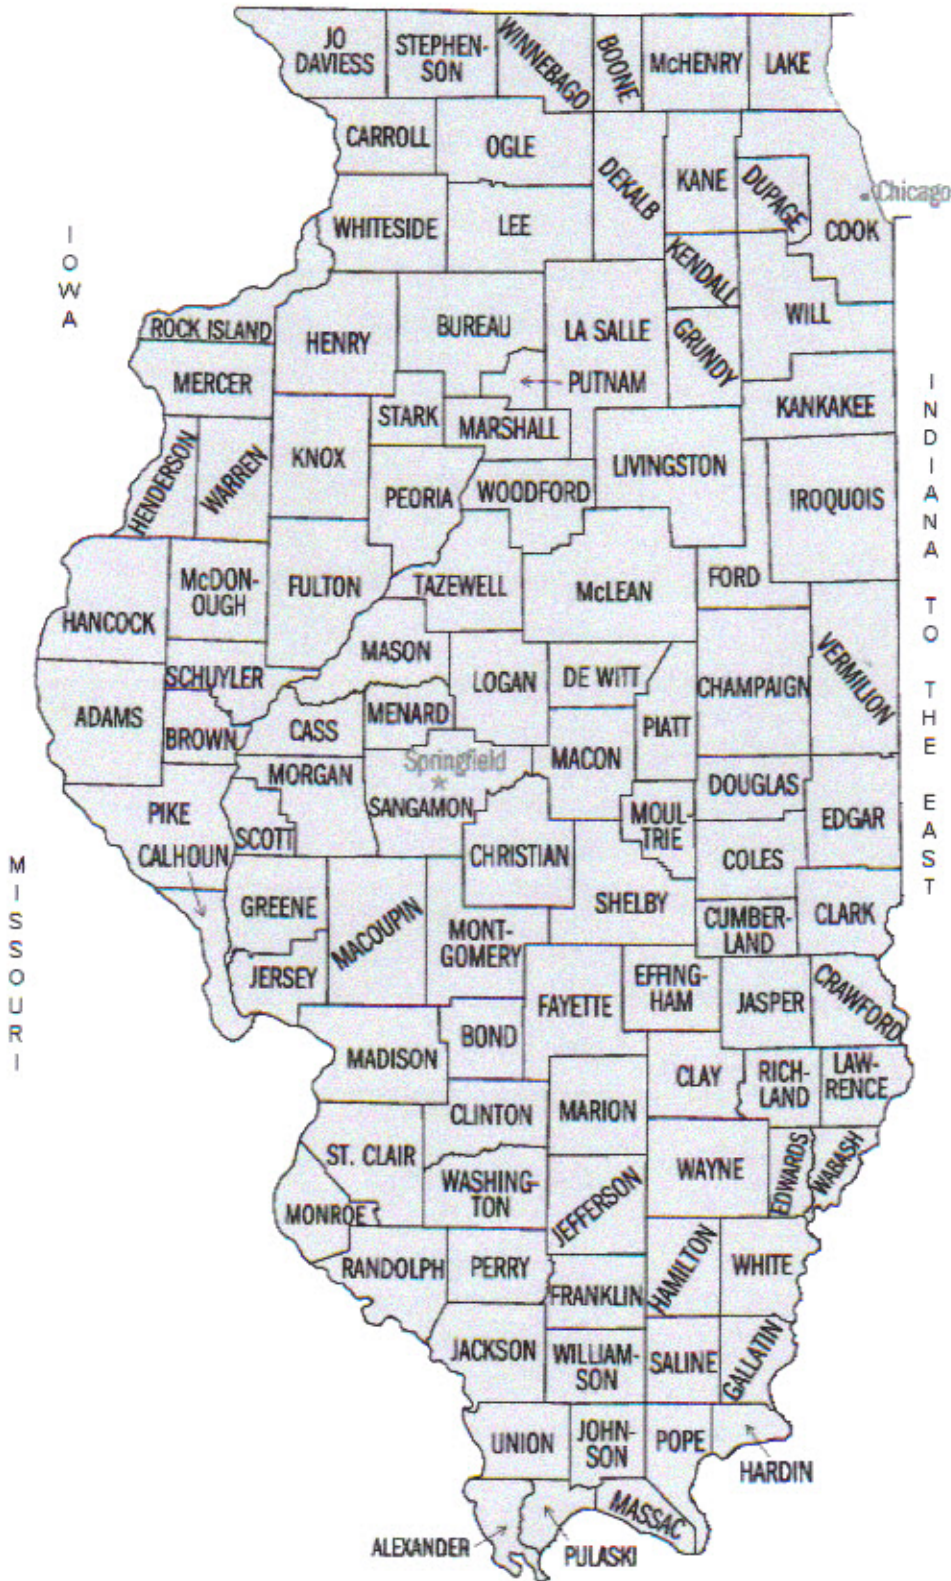 JO
DAVIESS
STEPHEN-
SON
WINNEBAGO
BOONE
McHENRY
LAKE
CARROLL
OGLE
DEKALB
KANE
DUPAGE
Chicago
COOK
WHITESIDE
LEE
KENDALL
IOWA
ROCK ISLAND
HENRY
BUREAU
LA SALLE
GRUNDY
WILL
MERCER
PUTNAM
KANKAKEE
STARK
MARSHALL
HENDERSON
WARREN
KNOX
PEORIA
WOODFORD
LIVINGSTON
IROQUOIS
INDIANA TO THE EAST
HANCOCK
McDON-
OUGH
FULTON
TAZEWELL
McLEAN
FORD
VERMILION
SCHUYLER
MASON
LOGAN
DE WITT
CHAMPAIGN
ADAMS
BROWN
CASS
MENARD
PIATT
MACON
Springfield
MORGAN
SANGAMON
DOUGLAS
PIKE
SCOTT
MOUL-
TRIE
EDGAR
CALHOUN
CHRISTIAN
COLES
MISSOURI
GREENE
MACOUPIN
MONT-
GOMERY
SHELBY
CUMBER-
LAND
CLARK
JERSEY
FAYETTE
EFFING-
HAM
JASPER
CRAWFORD
MADISON
BOND
CLAY
RICH-
LAND
LAW-
RENCE
CLINTON
MARION
ST. CLAIR
WASHING-
TON
JEFFERSON
WAYNE
EDWARDS
WABASH
MONROE
RANDOLPH
PERRY
FRANKLIN
HAMILTON
WHITE
JACKSON
WILLIAM-
SON
SALINE
GALLATIN
UNION
JOHN-
SON
POPE
HARDIN
MASSAC
ALEXANDER
PULASKI